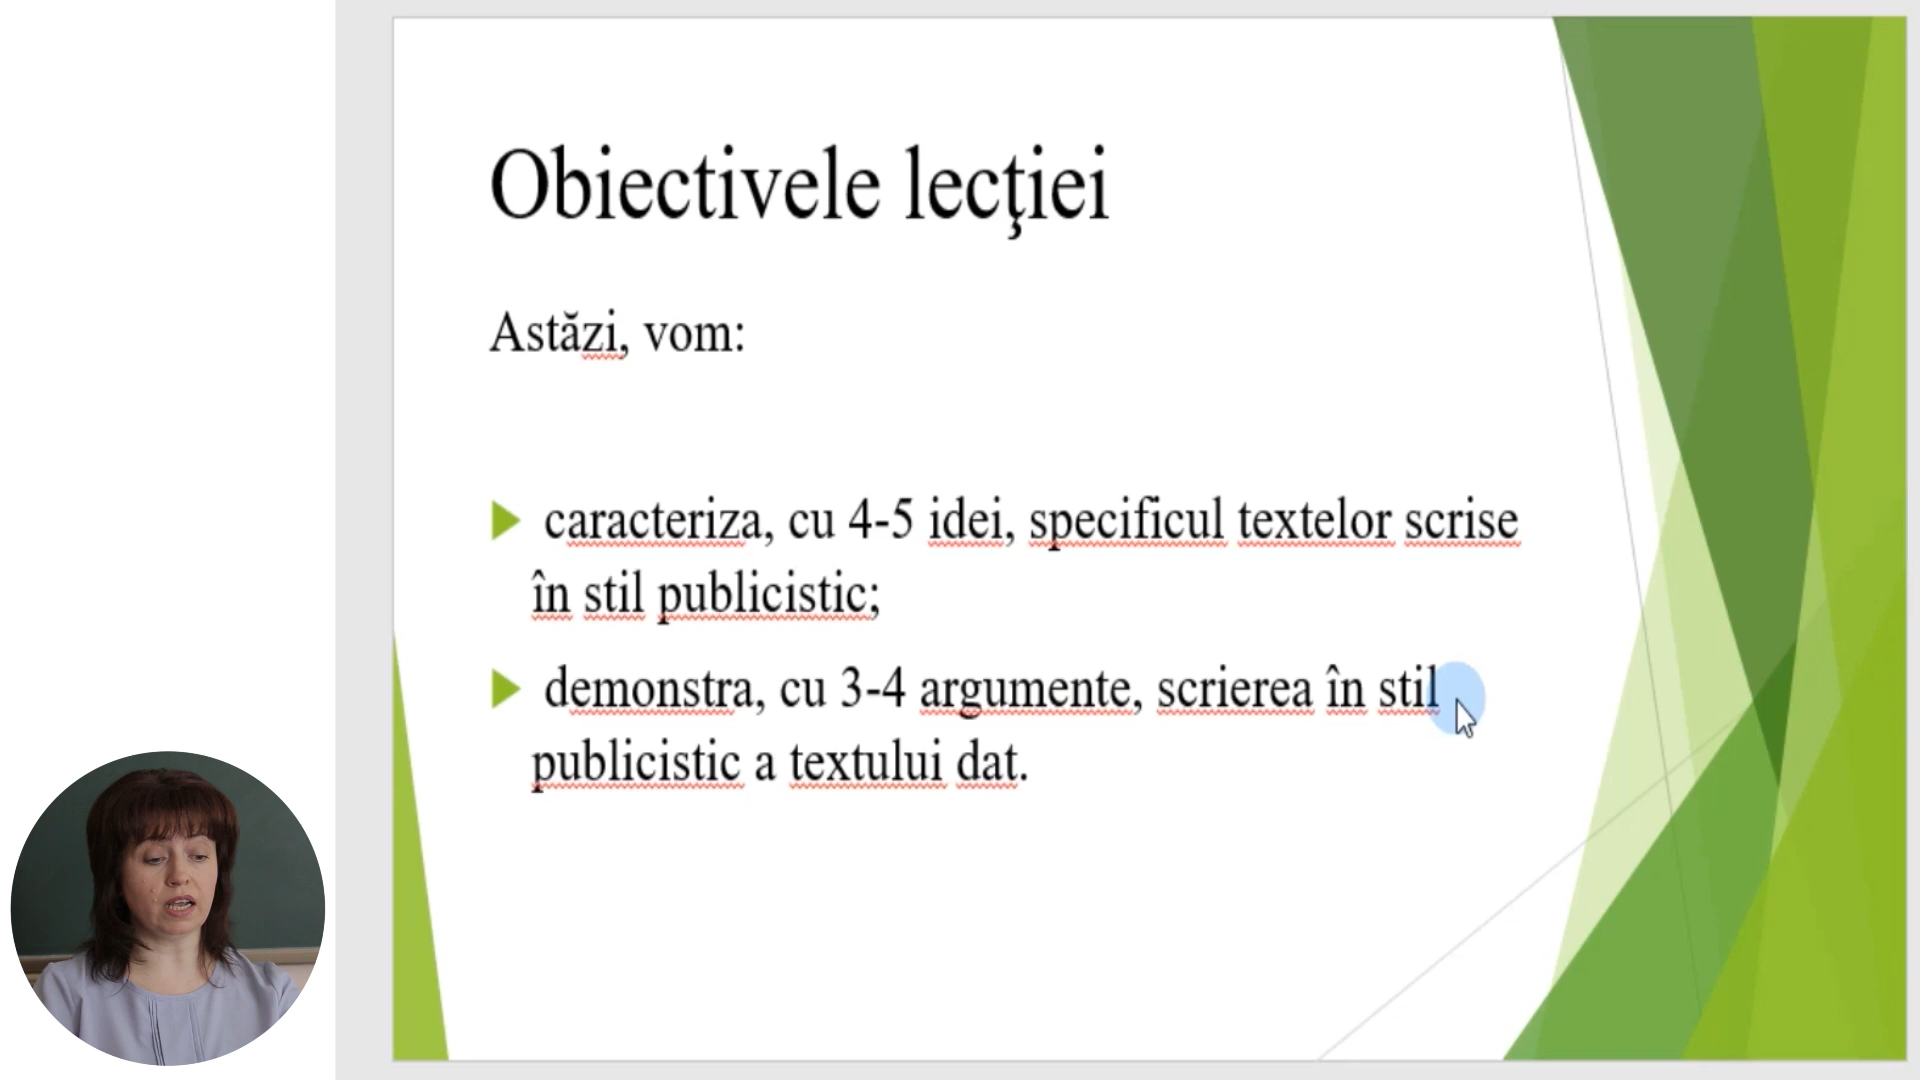 Obiectivele lecţiei
Astăzi, vom:
caracteriza, cu 4-5 idei, specificul textelor scrise
în stil publicistic;
demonstra, cu 3-4 argumente, scrierea în stil
publicistic a textului dat.